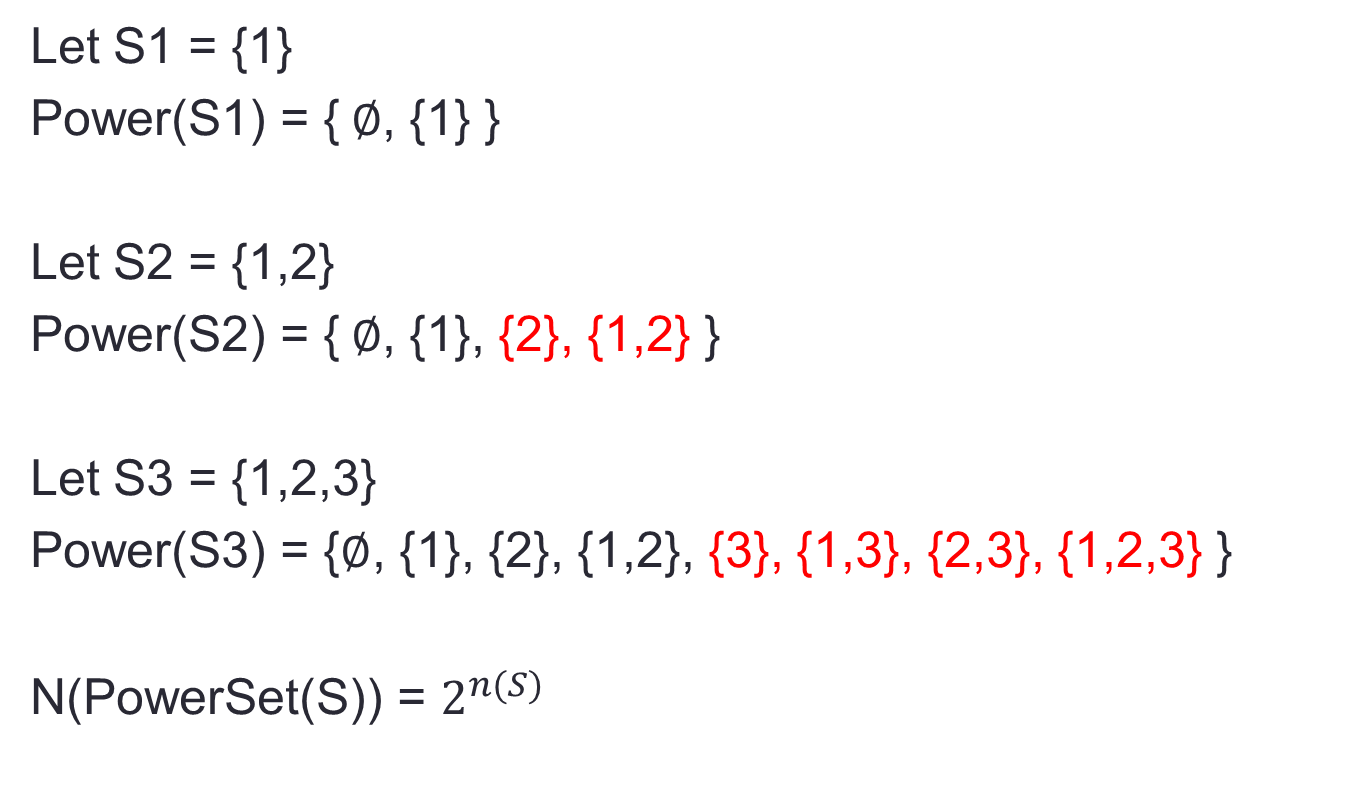 Let S1 = {1}
Power(S1) = { ∅, {1} }
Let S2 = {1,2}
Power(S2) = { ∅, {1}, {2}, {1,2} }
Let S3 = {1,2,3}
Power(S3) = {∅, {1}, {2}, {1,2}, {3}, {1,3}, {2,3}, {1,2,3} }
N(PowerSet(S)) = 2^{n(S)}